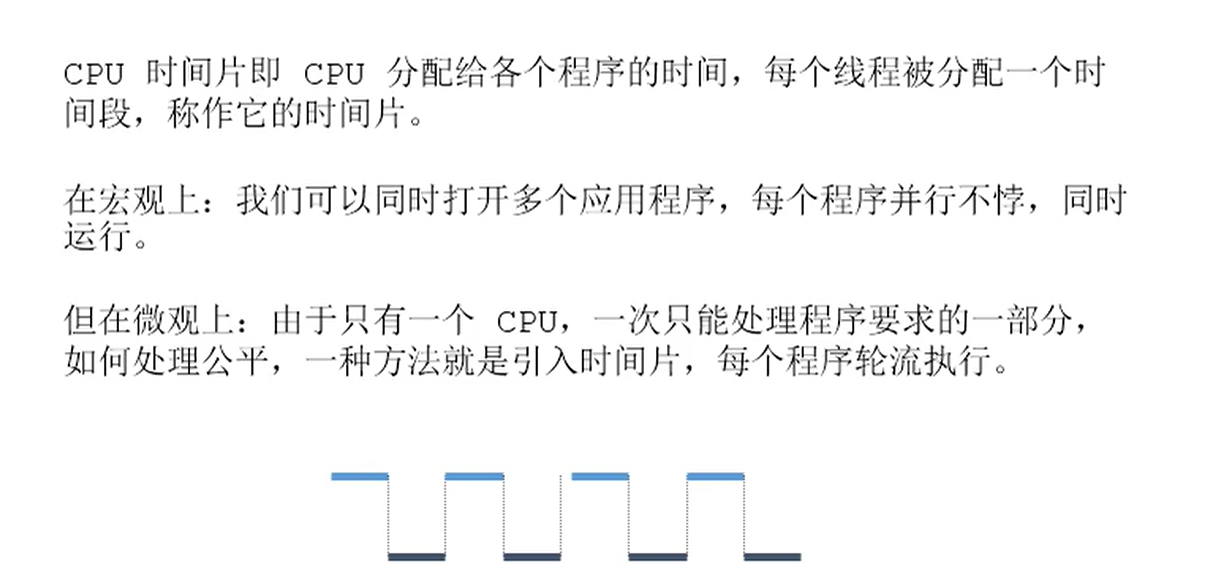 CPU 时间片即 CPU 分配给各个程序的时间，每个线程被分配一个时
间段，称作它的时间片。
在宏观上：我们可以同时打开多个应用程序，每个程序并行不悖，同时
运行。
但在微观上：由于只有一个 CPU，一次只能处理程序要求的一部分，
如何处理公平，一种方法就是引入时间片，每个程序轮流执行。